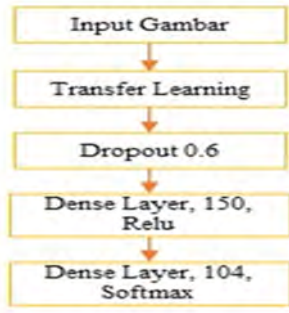 Input Gambar
Transfer Learning
Dropout 0.6
Dense Layer, 150,
Relu
Dense Layer, 104,
Softmax